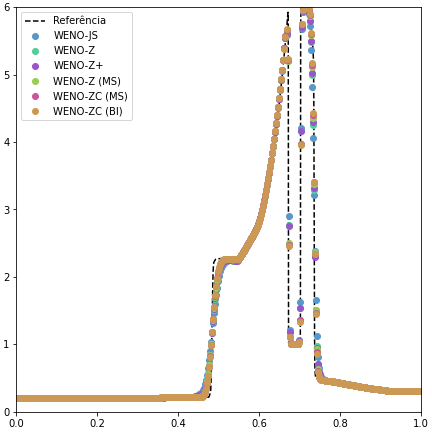 Referência
WENO-JS
WENO-Z
WENO-Z+
WENO-Z (MS)
WENO-ZC (MS)
WENO-ZC (BI)
6
5
4
3
2
1
0
0.0 0.2 0.4 0.6 0.8 1.0